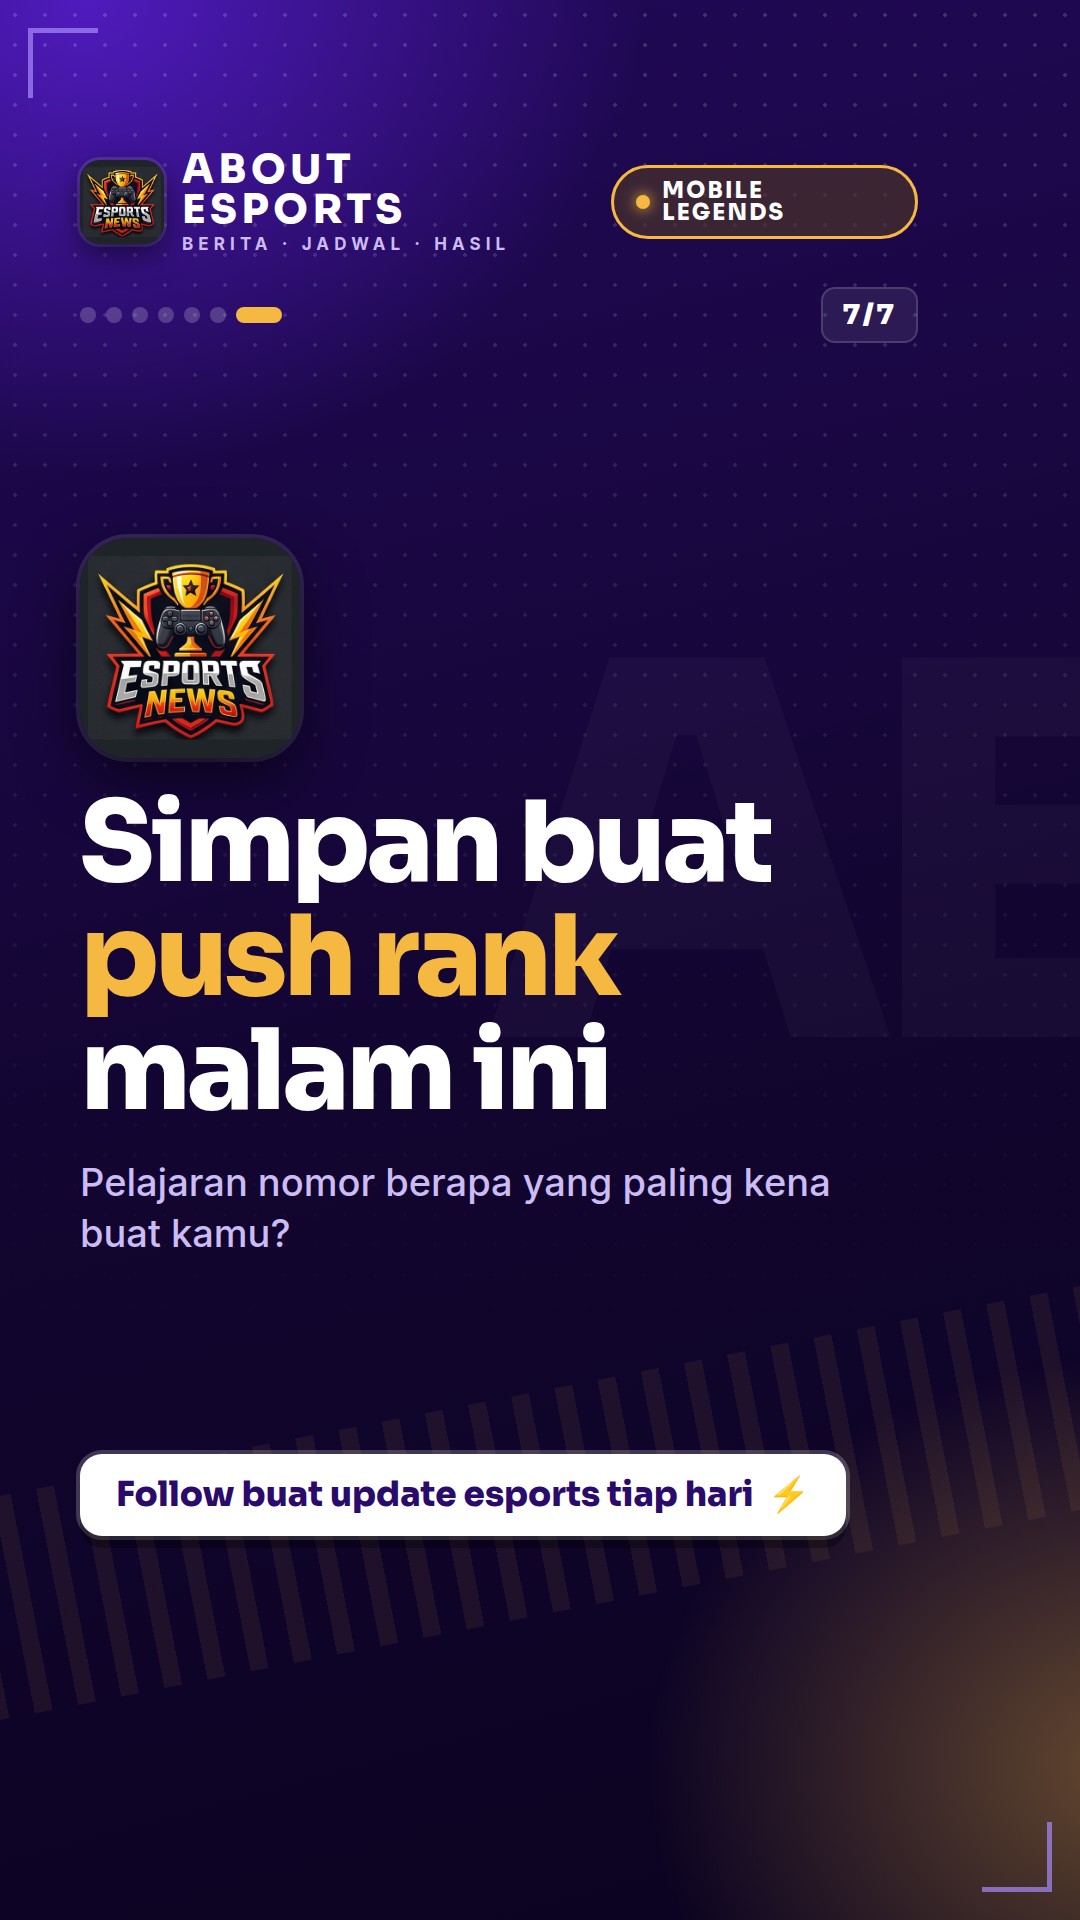 ESPORTS
NEWS
ABOUT
ESPORTS
BERITA · JADWAL · HASIL
MOBILE
LEGENDS
7/7
ESPORTS
NEWS
AE
Simpan buat
push rank
malam ini
Pelajaran nomor berapa yang paling kena
buat kamu?
Follow buat update esports tiap hari ⚡